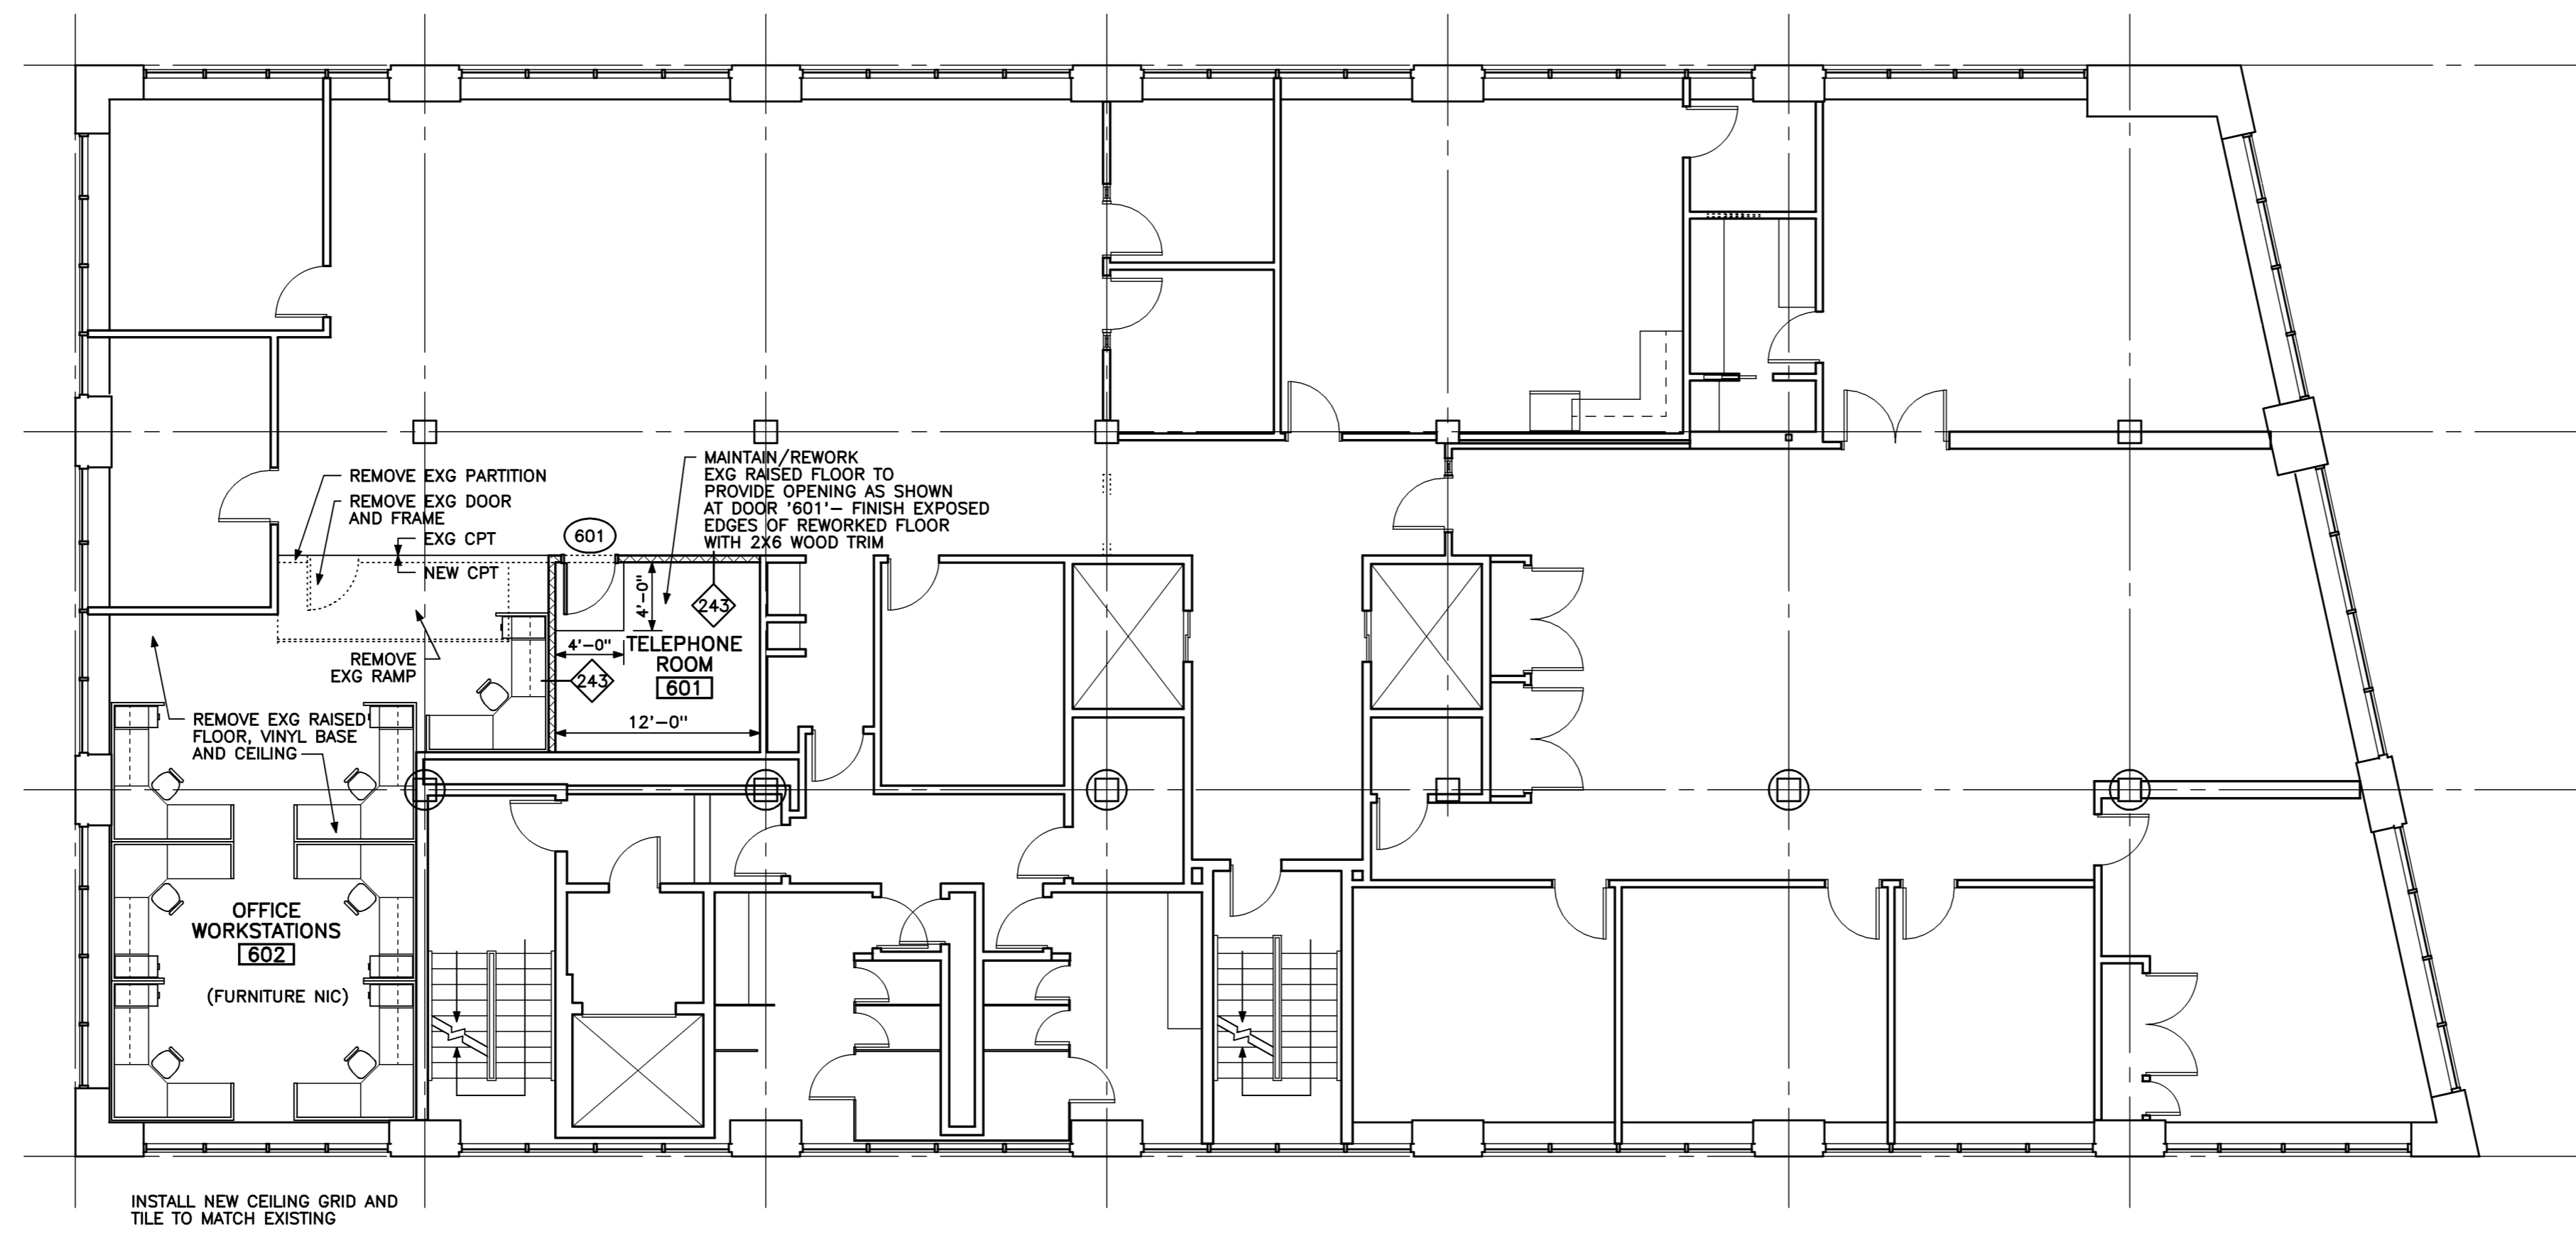 REMOVE EXG PARTITION
REMOVE EXG DOOR
AND FRAME
EXG CPT
NEW CPT
601
MAINTAIN/REWORK
EXG RAISED FLOOR TO
PROVIDE OPENING AS SHOWN
AT DOOR '601'- FINISH EXPOSED
EDGES OF REWORKED FLOOR
WITH 2X6 WOOD TRIM
4'-0"
243
4'-0"
TELEPHONE
ROOM
601
243
12'-0"
REMOVE
EXG RAMP
REMOVE EXG RAISED
FLOOR, VINYL BASE
AND CEILING
OFFICE
WORKSTATIONS
602
(FURNITURE NIC)
INSTALL NEW CEILING GRID AND
TILE TO MATCH EXISTING